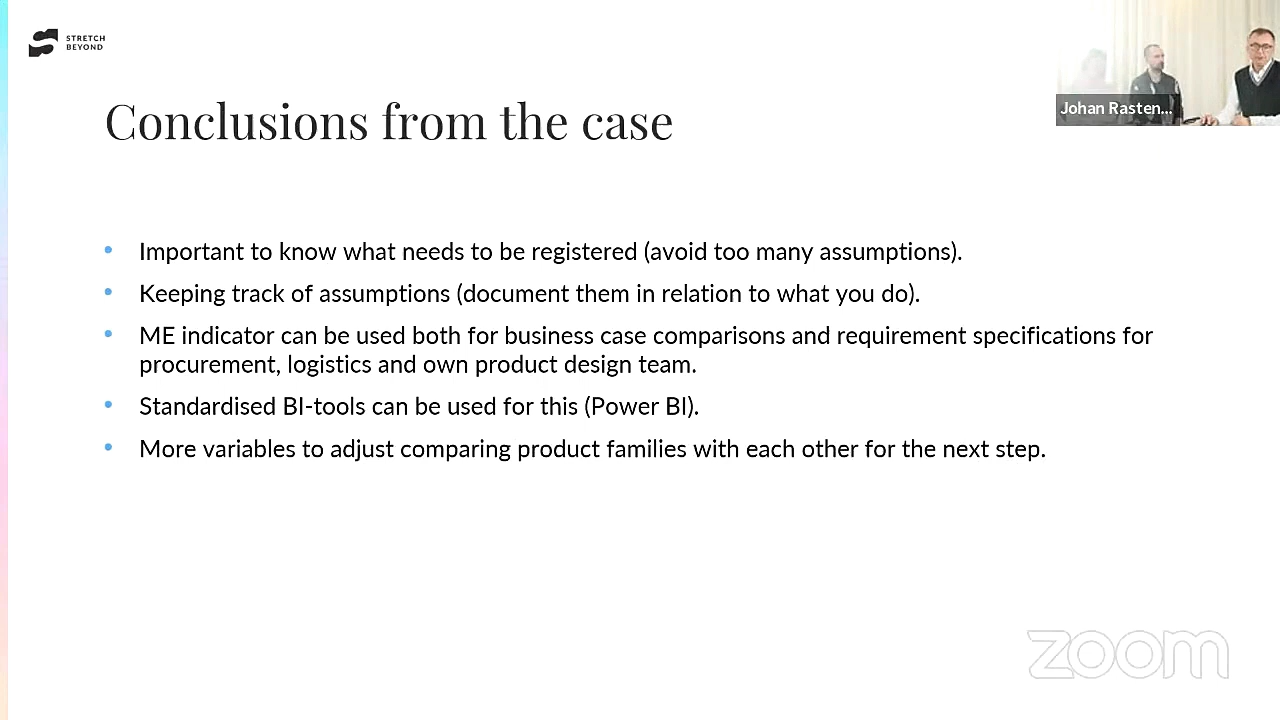 STRETCH
BEYOND
Johan Rasten...
Conclusions from the case
• Important to know what needs to be registered (avoid too many assumptions).
• Keeping track of assumptions (document them in relation to what you do).
• ME indicator can be used both for business case comparisons and requirement specifications for
procurement, logistics and own product design team.
• Standardised BI-tools can be used for this (Power BI).
• More variables to adjust comparing product families with each other for the next step.
zoom